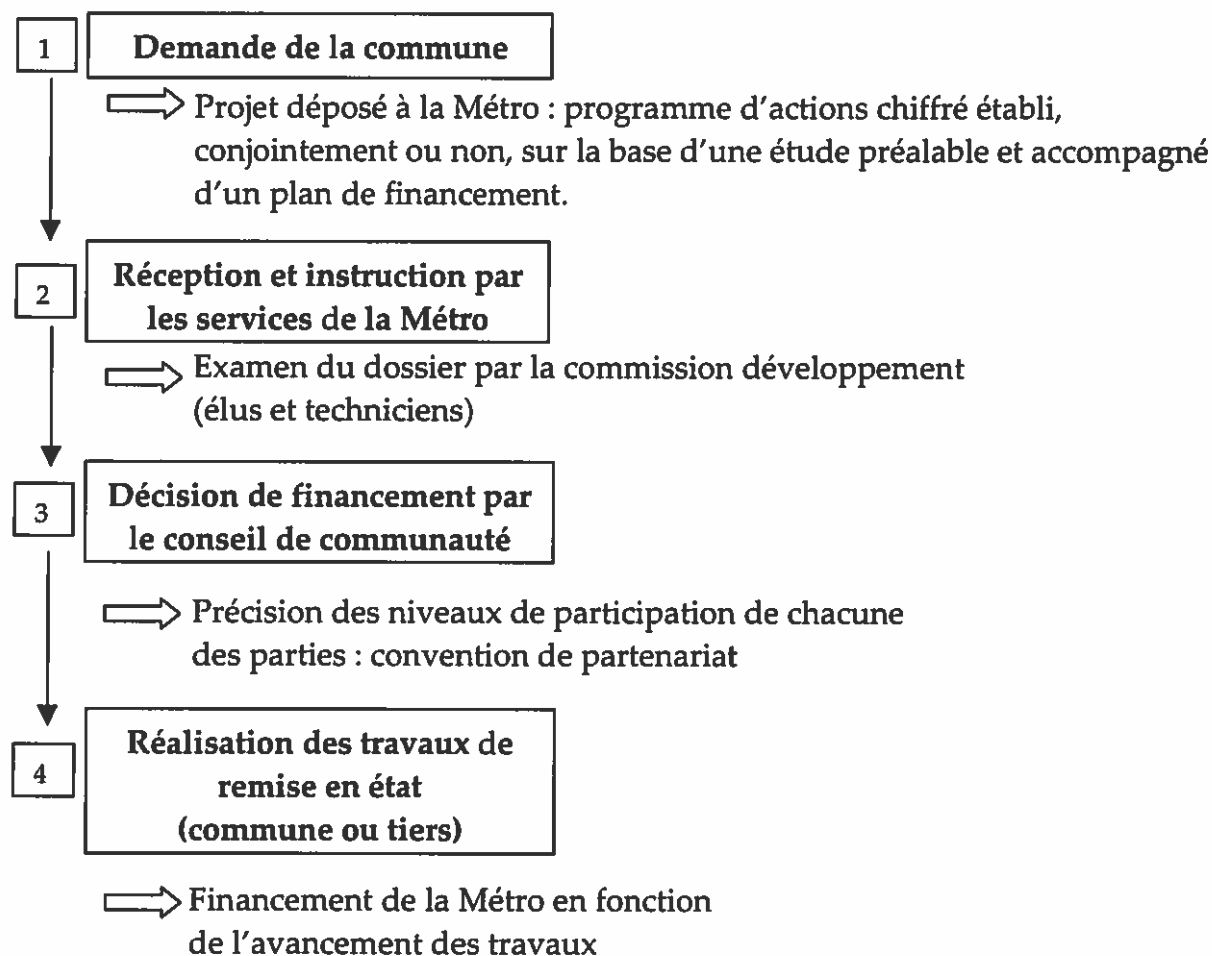 1
Demande de la commune
Projet déposé à la Métro : programme d'actions chiffré établi,
conjointement ou non, sur la base d'une étude préalable et accompagné
d'un plan de financement.
2
Réception et instruction par
les services de la Métro
Examen du dossier par la commission développement
(élus et techniciens)
3
Décision de financement par
le conseil de communauté
Précision des niveaux de participation de chacune
des parties : convention de partenariat
4
Réalisation des travaux de
remise en état
(commune ou tiers)
Financement de la Métro en fonction
de l'avancement des travaux